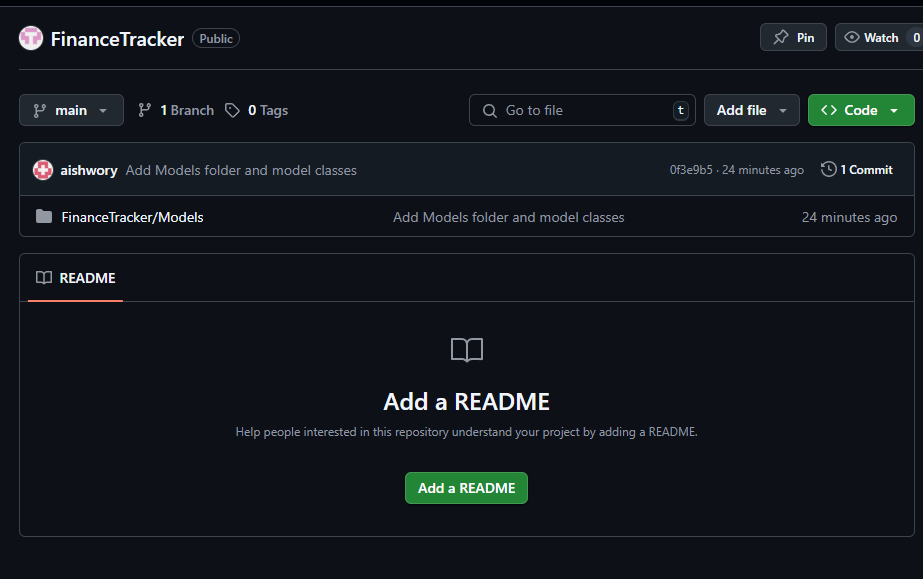 FinanceTracker Public Pin Watch 0
main 1 Branch 0 Tags Go to file t Add file Code
aishwory Add Models folder and model classes 0f3e9b5 · 24 minutes ago 1 Commit
FinanceTracker/Models Add Models folder and model classes 24 minutes ago
README
Add a README
Help people interested in this repository understand your project by adding a README.
Add a README